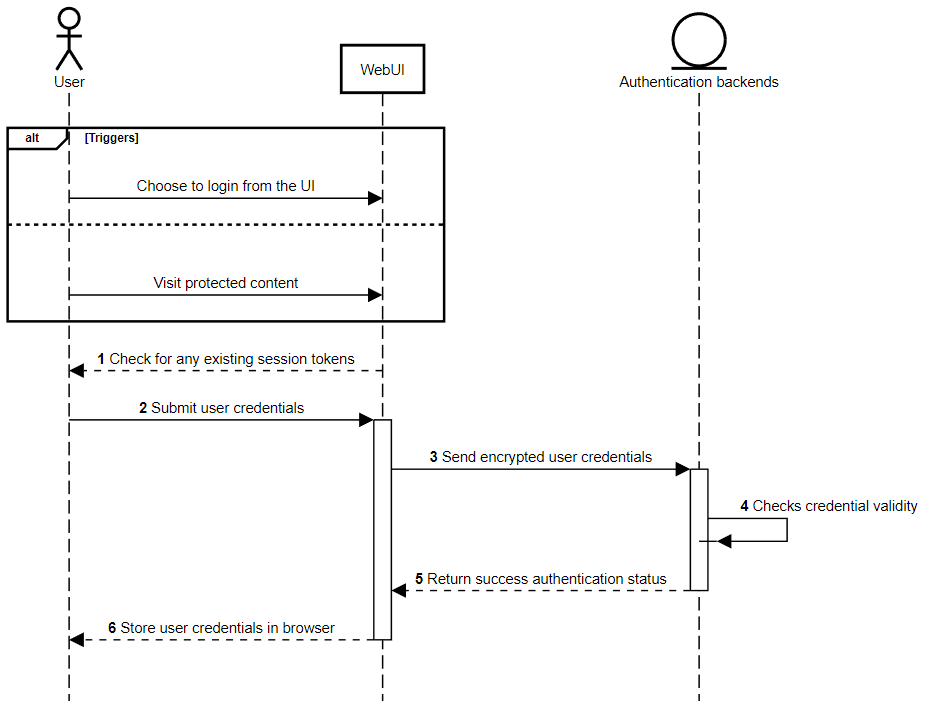 User
WebUI
Authentication backends
alt
[Triggers]
Choose to login from the UI
Visit protected content
1 Check for any existing session tokens
2 Submit user credentials
3 Send encrypted user credentials
4 Checks credential validity
5 Return success authentication status
6 Store user credentials in browser